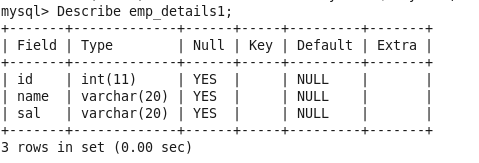 mysql> Describe emp_details1;
+-------+-------------+------+-----+---------+-------+
| Field | Type        | Null | Key | Default | Extra |
+-------+-------------+------+-----+---------+-------+
| id    | int(11)     | YES  |     | NULL    |       |
| name  | varchar(20) | YES  |     | NULL    |       |
| sal   | varchar(20) | YES  |     | NULL    |       |
+-------+-------------+------+-----+---------+-------+
3 rows in set (0.00 sec)